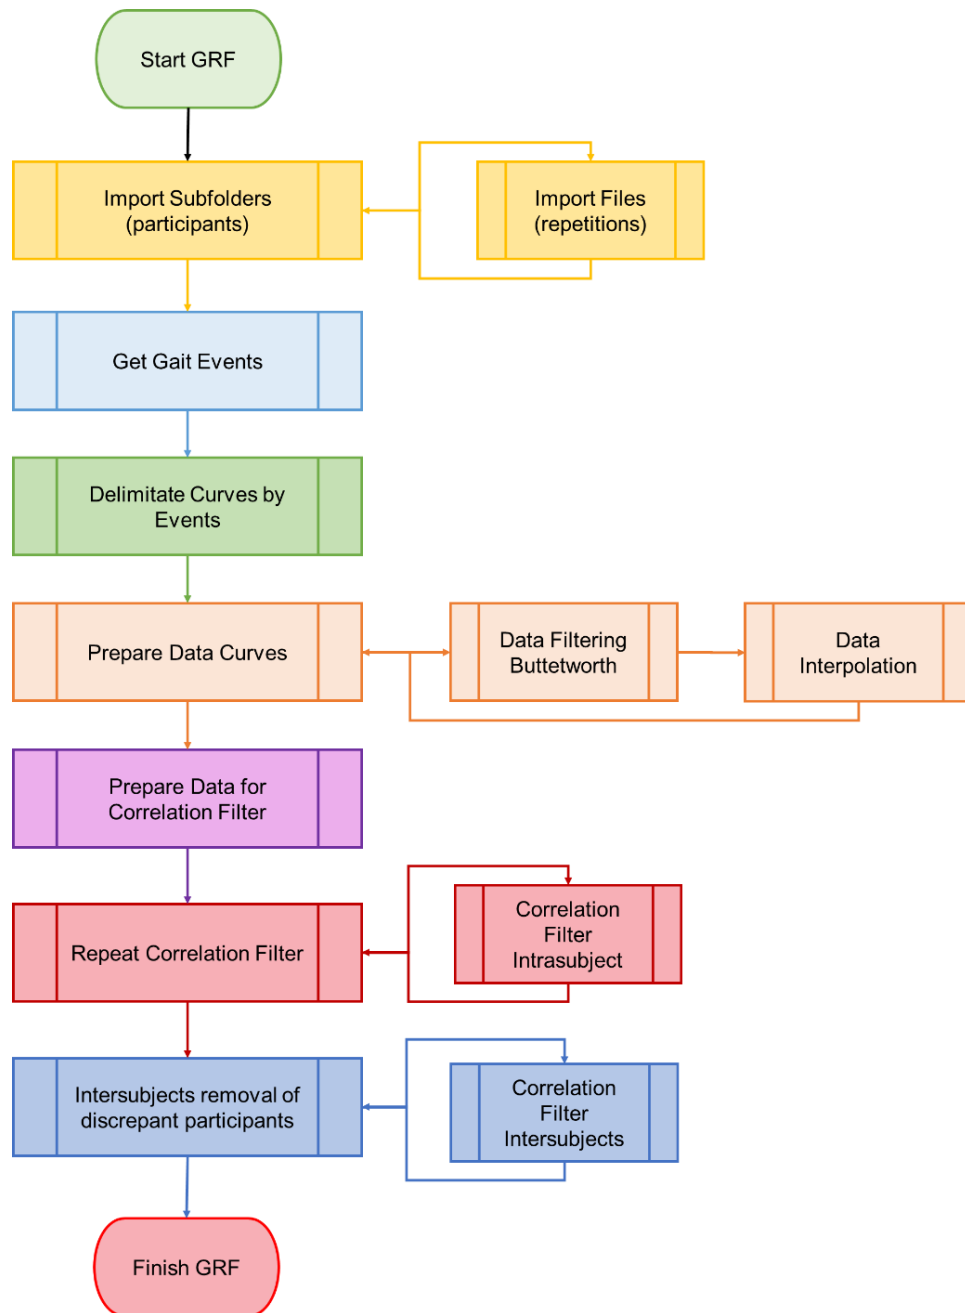 Start GRF
Import Subfolders
(participants)
Import Files
(repetitions)
Get Gait Events
Delimitate Curves by
Events
Prepare Data Curves
Data Filtering
Buttetworth
Data
Interpolation
Prepare Data for
Correlation Filter
Repeat Correlation Filter
Correlation
Filter
Intrasubject
Intersubjects removal of
discrepant participants
Correlation
Filter
Intersubjects
Finish GRF